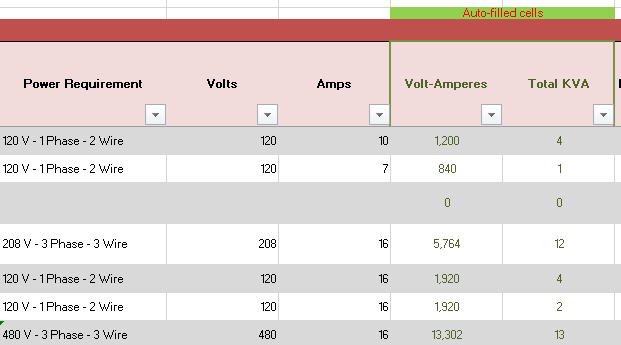 Auto-filled cells
Power Requirement Volts Amps Volt-Amperes Total KVA
120 V - 1 Phase - 2 Wire 120 10 1,200 4
120 V - 1 Phase - 2 Wire 120 7 840 1
0 0
208 V - 3 Phase - 3 Wire 208 16 5,764 12
120 V - 1 Phase - 2 Wire 120 16 1,920 4
120 V - 1 Phase - 2 Wire 120 16 1,920 2
480 V - 3 Phase - 3 Wire 480 16 13,302 13